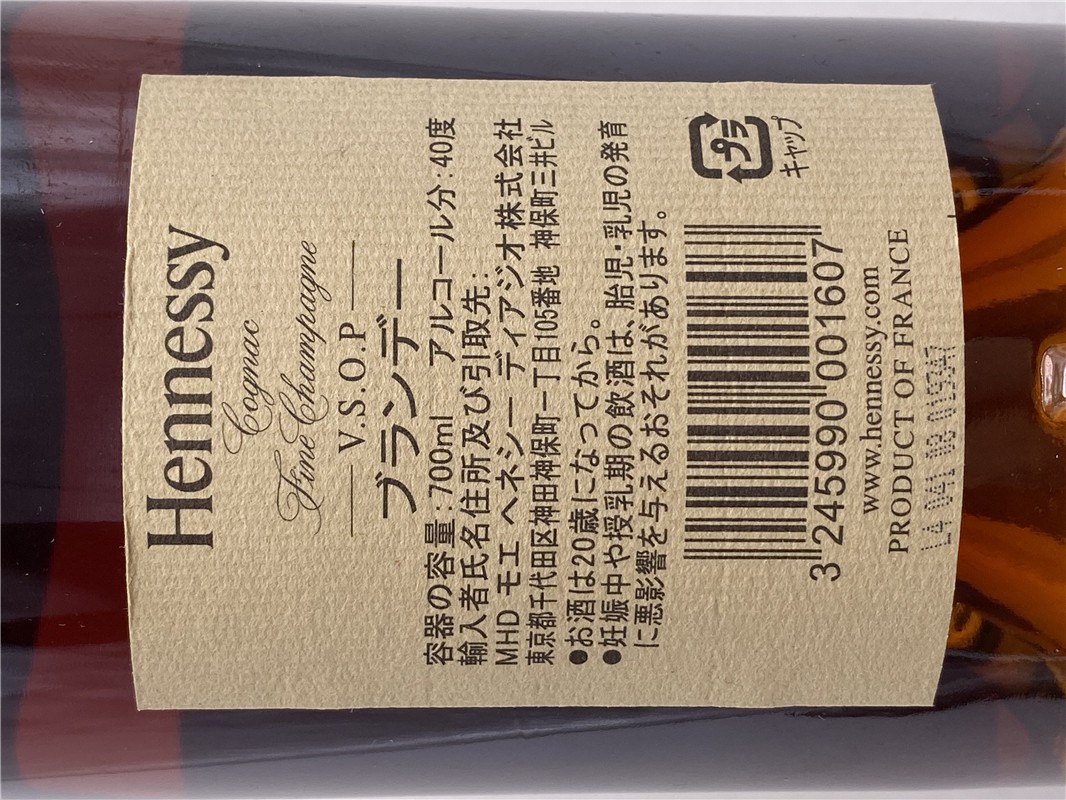 Hennessy
Cognac
Fine Champagne
V.S.O.P
ブランデー
容器の容量:700ml アルコール分:40度
輸入者氏名住所及び引取先:
MHD モエ ヘネシー ディアジオ株式会社
東京都千代田区神田神保町一丁目105番地 神保町三井ビル
●お酒は20歳になってから。
●妊娠中や授乳期の飲酒は、胎児・乳児の発育
に悪影響を与えるおそれがあります。
プラ
キャップ
3 245990 001607
www.hennessy.com
PRODUCT OF FRANCE